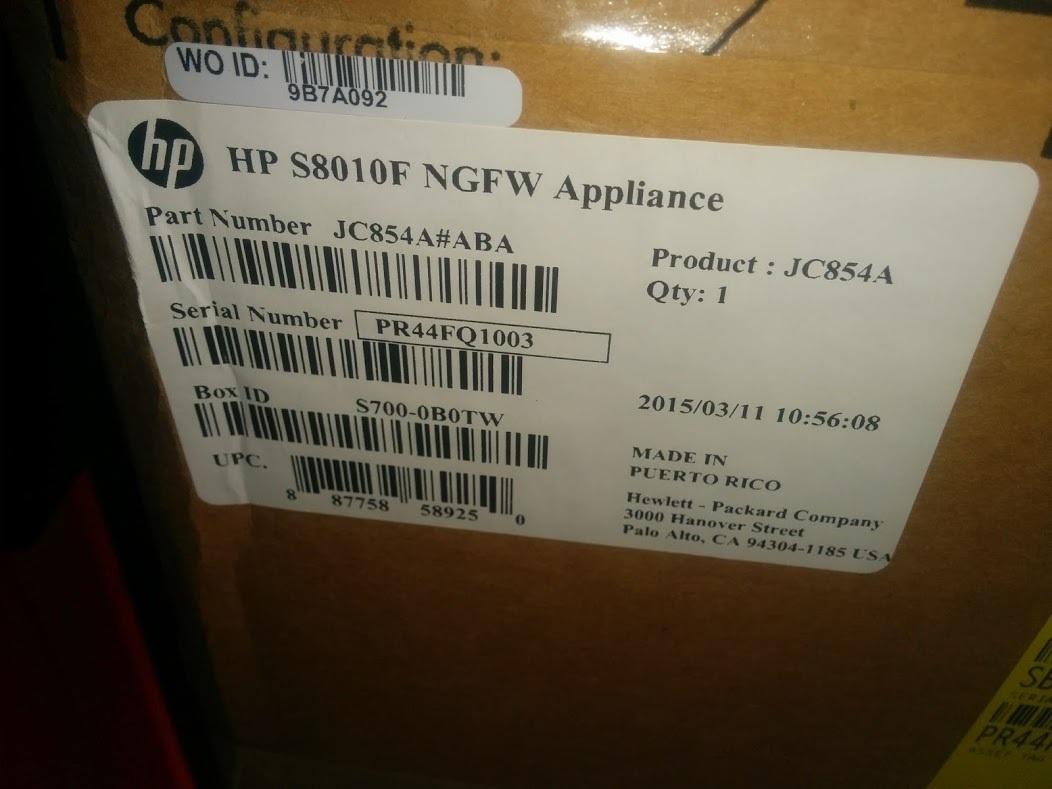 Configuration:
WO ID:
9B7A092
hp
HP S8010F NGFW Appliance
Part Number JC854A#ABA
Product : JC854A
Qty: 1
Serial Number PR44FQ1003
Box ID S700-0B0TW
2015/03/11 10:56:08
UPC.
8 87758 58925 0
MADE IN
PUERTO RICO
Hewlett - Packard Company
3000 Hanover Street
Palo Alto, CA 94304-1185 USA